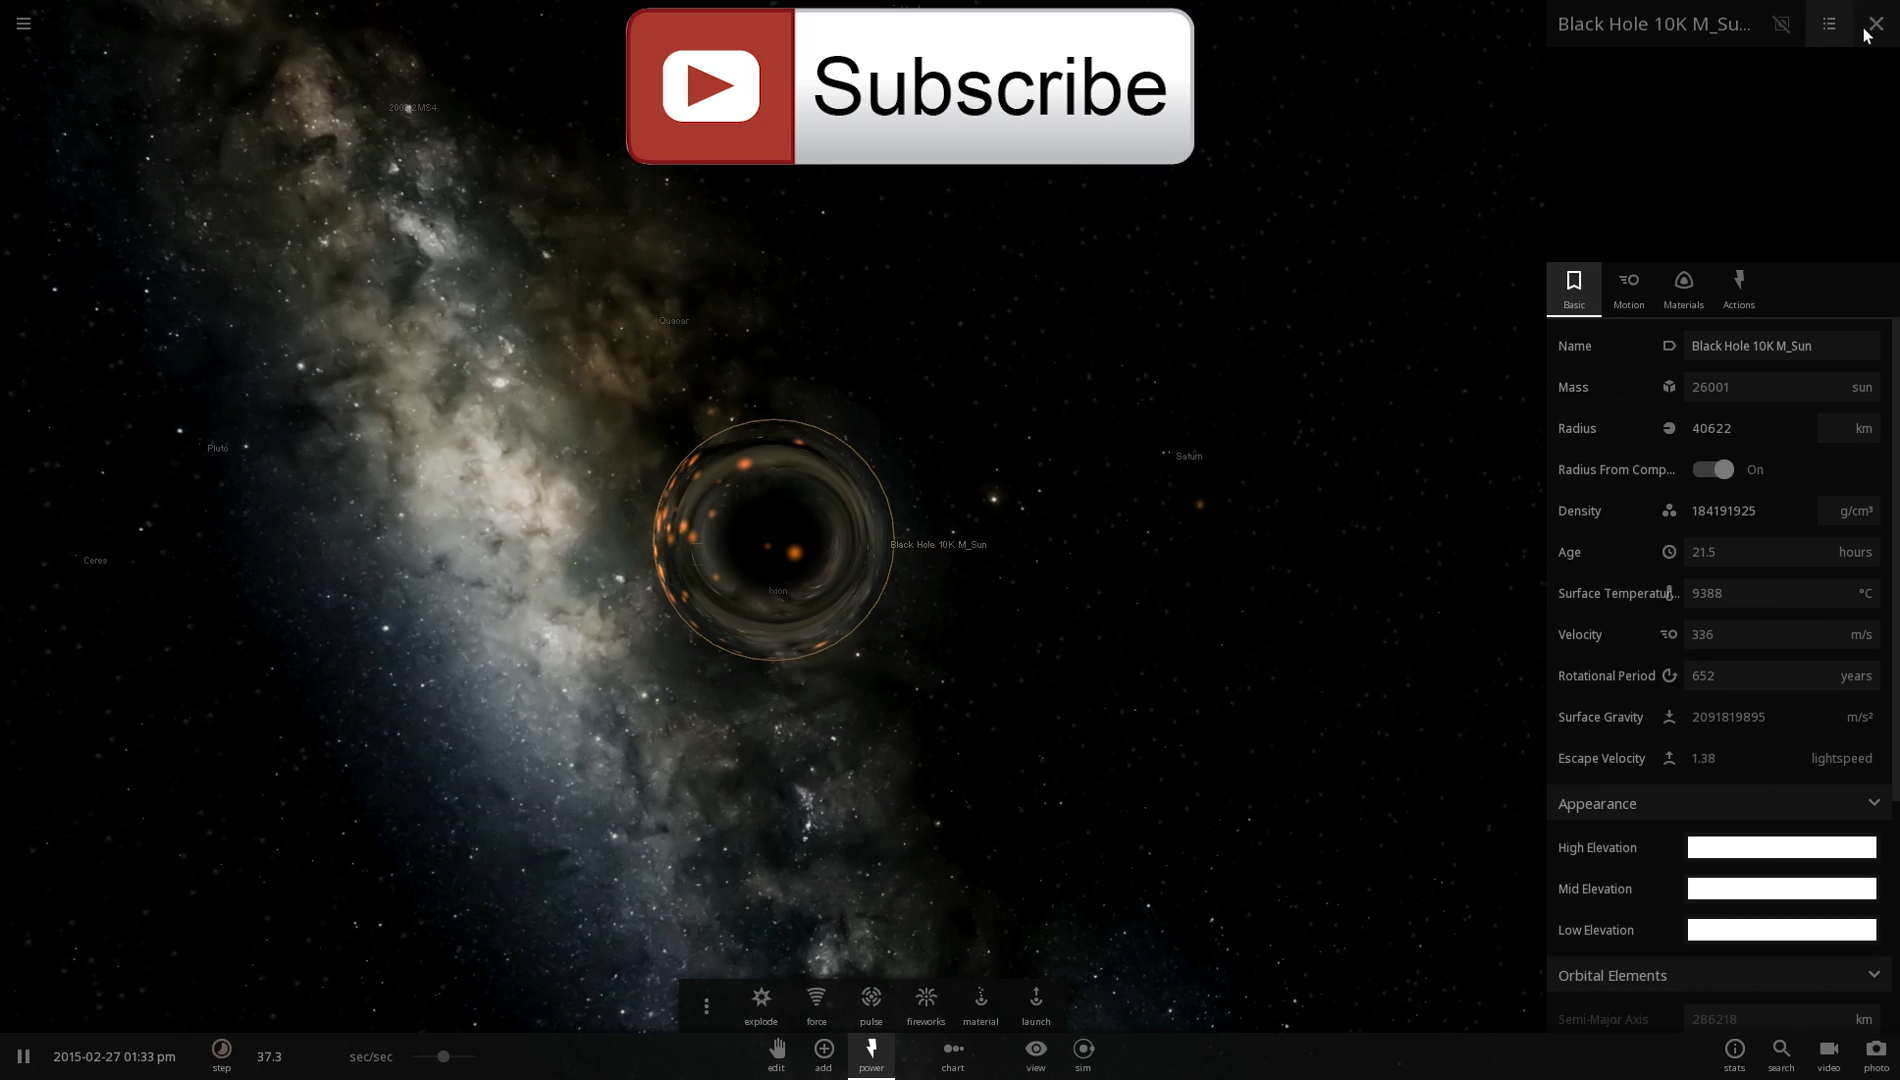 Subscribe
Black Hole 10K M_Su...
2002 MS4
Quaoar
Pluto
Saturn
Ceres
Black Hole 10K M_Sun
Ixion
Basic
Motion
Materials
Actions
Name Black Hole 10K M_Sun
Mass 26001 sun
Radius 40622 km
Radius From Comp... On
Density 184191925 g/cm³
Age 21.5 hours
Surface Temperatur... 9388 °C
Velocity 336 m/s
Rotational Period 652 years
Surface Gravity 2091819895 m/s²
Escape Velocity 1.38 lightspeed
Appearance
High Elevation
Mid Elevation
Low Elevation
Orbital Elements
Semi-Major Axis 286218 km
explode force pulse fireworks material launch
2015-02-27 01:33 pm step 37.3 sec/sec edit add power chart view sim stats search video photo